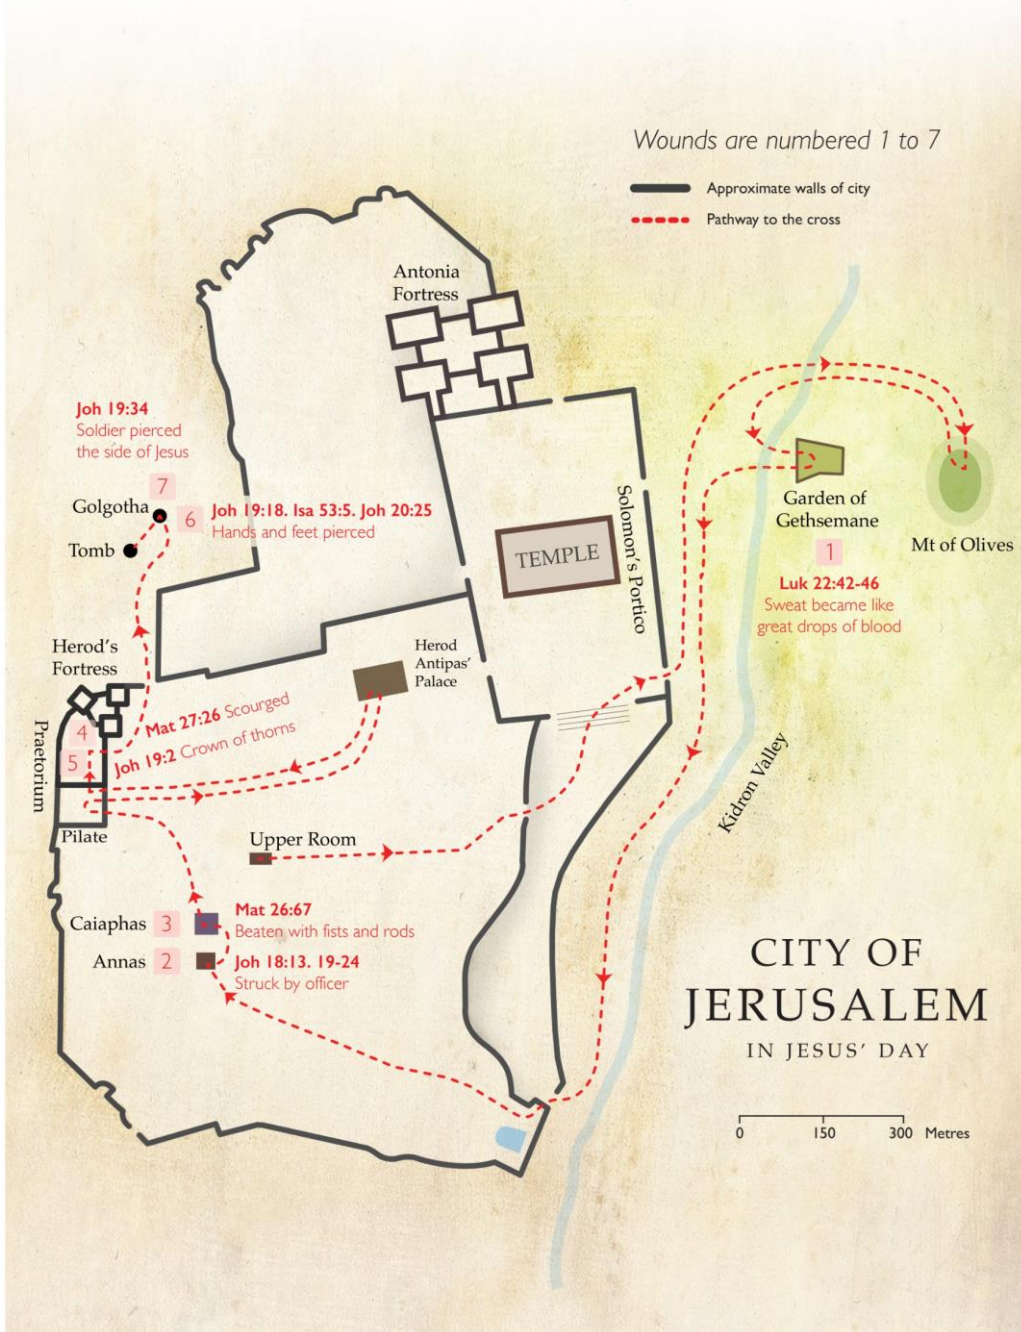 Wounds are numbered 1 to 7
Approximate walls of city
Pathway to the cross
Antonia
Fortress
Joh 19:34
Soldier pierced
the side of Jesus
7
Golgotha
6
Joh 19:18. Isa 53:5. Joh 20:25
Hands and feet pierced
Tomb
TEMPLE
Solomon's Portico
Garden of
Gethsemane
1
Luk 22:42-46
Sweat became like
great drops of blood
Mt of Olives
Herod's
Fortress
Herod
Antipas'
Palace
Praetorium
4
5
Mat 27:26 Scourged
Joh 19:2 Crown of thorns
Pilate
Upper Room
Kidron Valley
Caiaphas
3
Mat 26:67
Beaten with fists and rods
Annas
2
Joh 18:13. 19-24
Struck by officer
CITY OF
JERUSALEM
IN JESUS' DAY
0 150 300 Metres